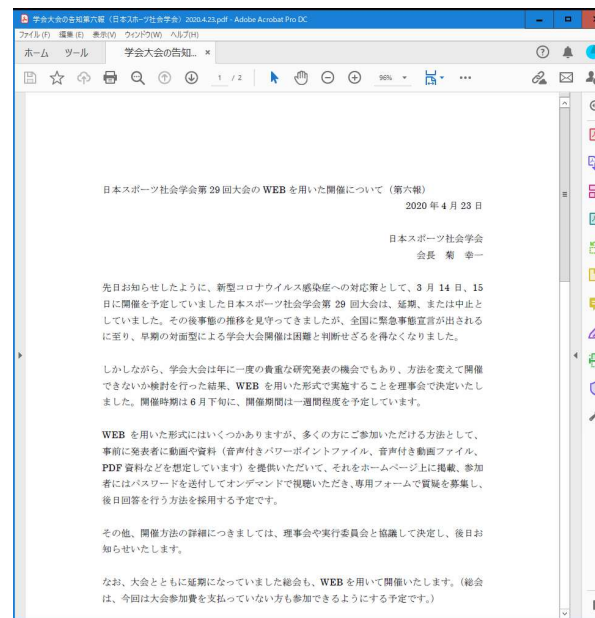 学会大会の告知第六報（日本スポーツ社会学会）2020.4.23.pdf - Adobe Acrobat Pro DC
ファイル(F) 編集(E) 表示(V) ウィンドウ(W) ヘルプ(H)
ホーム ツール 学会大会の告知... ×
1 / 2 96%
日本スポーツ社会学会第 29 回大会の WEB を用いた開催について（第六報）
2020 年 4 月 23 日
日本スポーツ社会学会
会長 菊 幸一
先日お知らせしたように、新型コロナウイルス感染症への対応策として、3 月 14 日、15
日に開催を予定していました日本スポーツ社会学会第 29 回大会は、延期、または中止と
していました。その後事態の推移を見守ってきましたが、全国に緊急事態宣言が出される
に至り、早期の対面型による学会大会開催は困難と判断せざるを得なくなりました。
しかしながら、学会大会は年に一度の貴重な研究発表の機会でもあり、方法を変えて開催
できないか検討を行った結果、WEB を用いた形式で実施することを理事会で決定いたし
ました。開催時期は 6 月下旬に、開催期間は一週間程度を予定しています。
WEB を用いた形式にはいくつかありますが、多くの方にご参加いただける方法として、
事前に発表者に動画や資料（音声付きパワーポイントファイル、音声付き動画ファイル、
PDF 資料などを想定しています）を提供いただいて、それをホームページ上に掲載、参加
者にはパスワードを送付してオンデマンドで視聴いただき、専用フォームで質疑を募集し、
後日回答を行う方法を採用する予定です。
その他、開催方法の詳細につきましては、理事会や実行委員会と協議して決定し、後日お
知らせいたします。
なお、大会とともに延期になっていました総会も、WEB を用いて開催いたします。（総会
は、今回は大会参加費を支払っていない方も参加できるようにする予定です。）